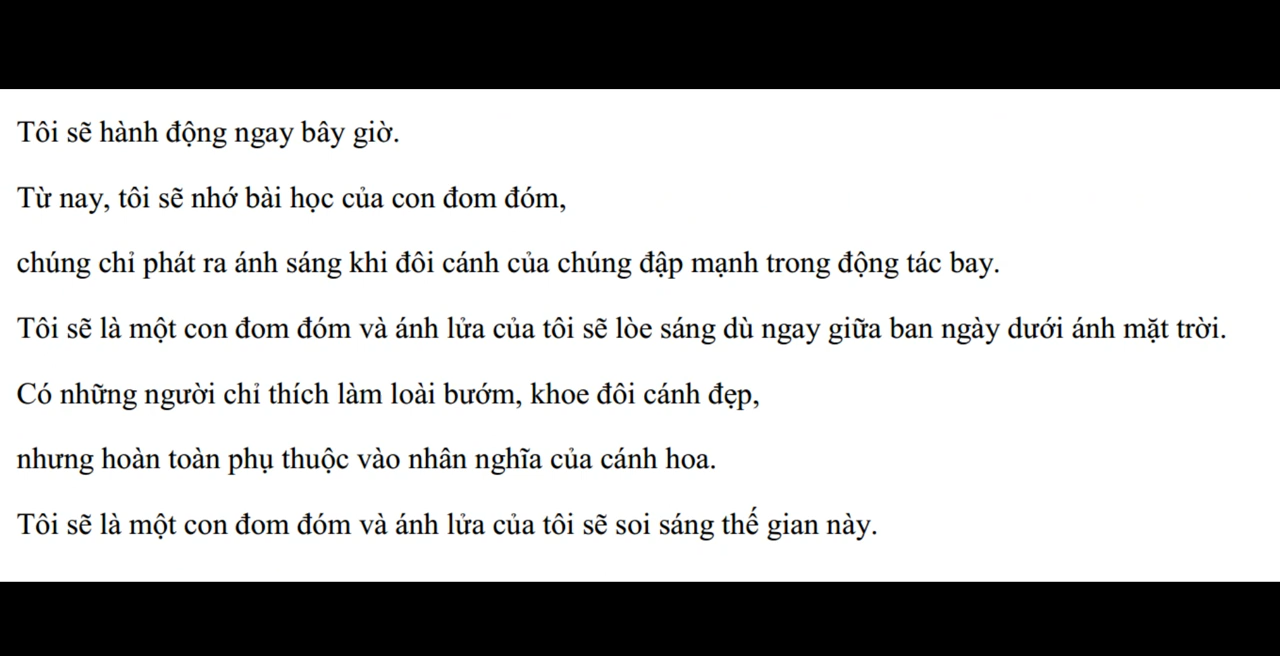 Tôi sẽ hành động ngay bây giờ.
Từ nay, tôi sẽ nhớ bài học của con đom đóm,
chúng chỉ phát ra ánh sáng khi đôi cánh của chúng đập mạnh trong động tác bay.
Tôi sẽ là một con đom đóm và ánh lửa của tôi sẽ lòe sáng dù ngay giữa ban ngày dưới ánh mặt trời.
Có những người chỉ thích làm loài bướm, khoe đôi cánh đẹp,
nhưng hoàn toàn phụ thuộc vào nhân nghĩa của cánh hoa.
Tôi sẽ là một con đom đóm và ánh lửa của tôi sẽ soi sáng thế gian này.